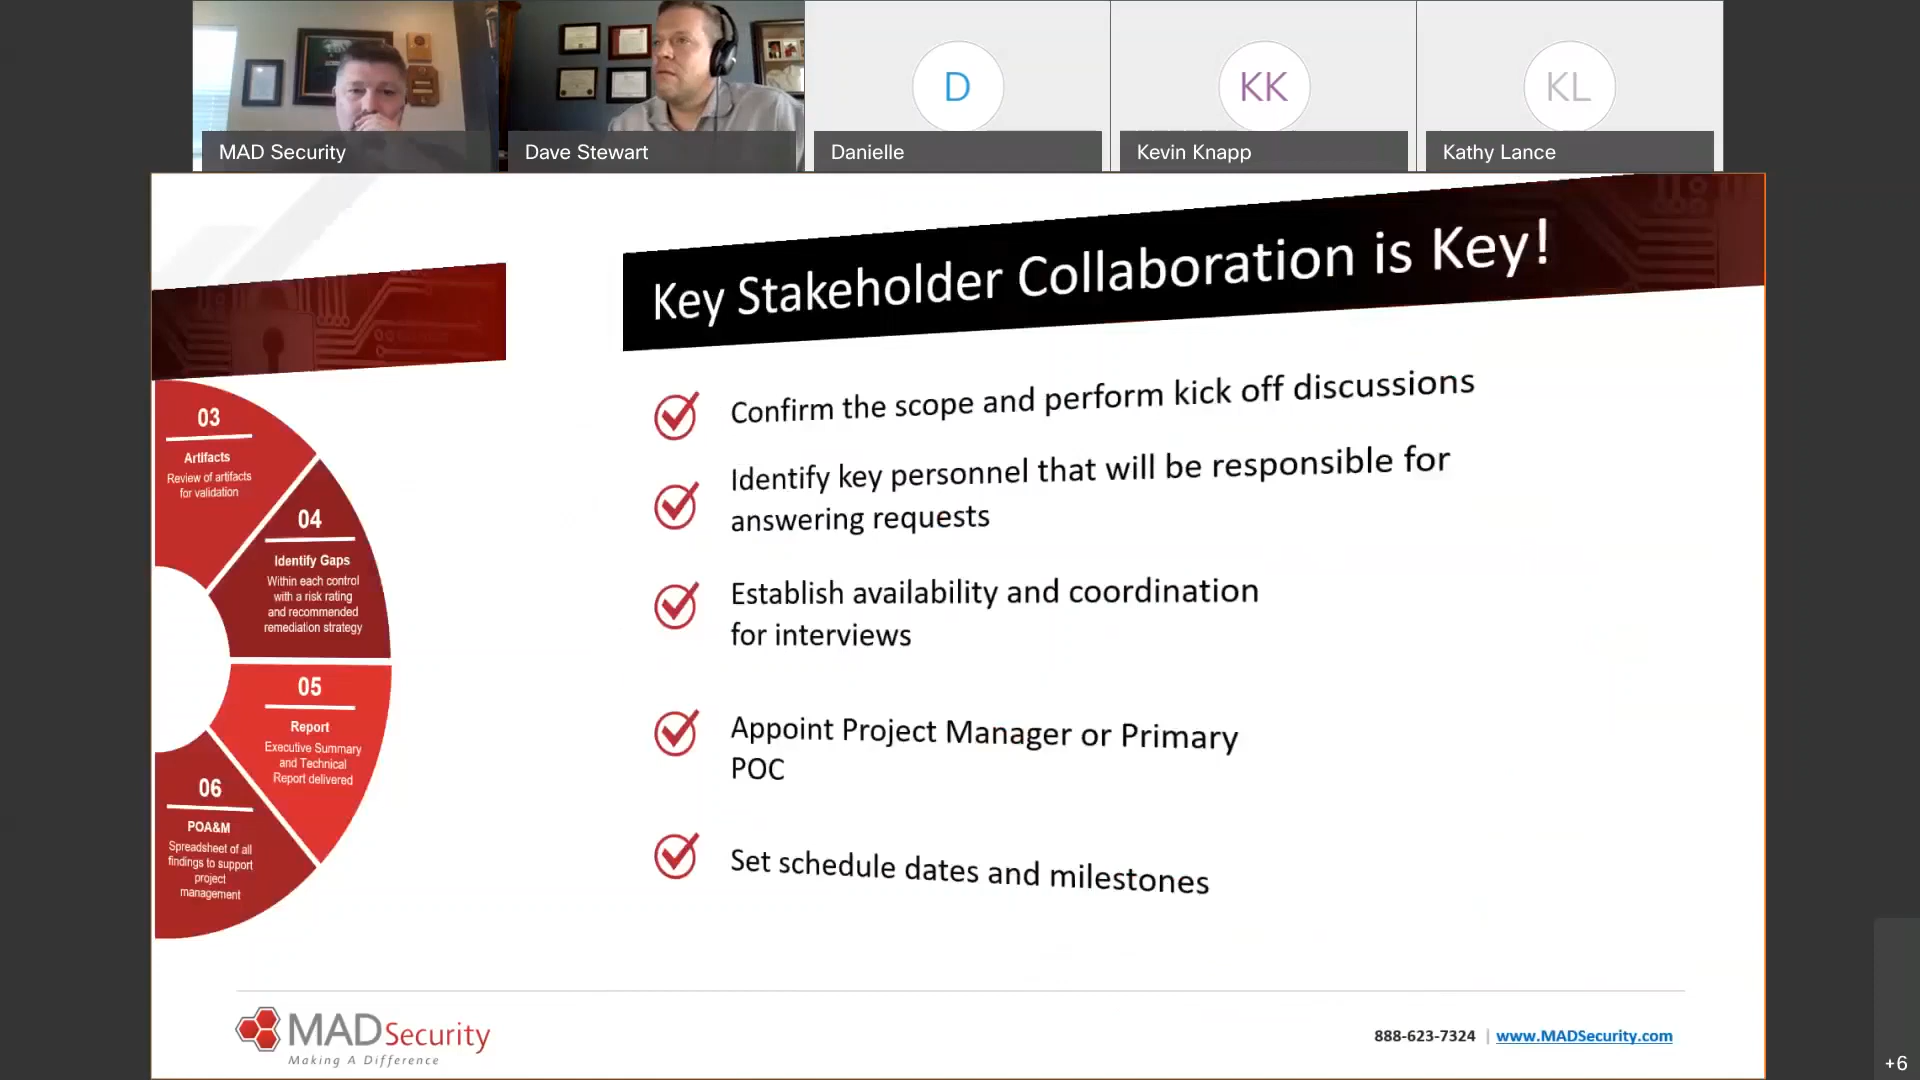 MAD Security
Dave Stewart
D
Danielle
KK
Kevin Knapp
KL
Kathy Lance
Key Stakeholder Collaboration is Key!
03
Artifacts
Review of artifacts
for validation
04
Identify Gaps
Within each control
with a risk rating
and recommended
remediation strategy
05
Report
Executive Summary
and Technical
Report delivered
06
POA&M
Spreadsheet of all
findings to support
project
management
Confirm the scope and perform kick off discussions
Identify key personnel that will be responsible for
answering requests
Establish availability and coordination
for interviews
Appoint Project Manager or Primary
POC
Set schedule dates and milestones
MAD Security
Making A Difference
888-623-7324 | www.MADSecurity.com
+6